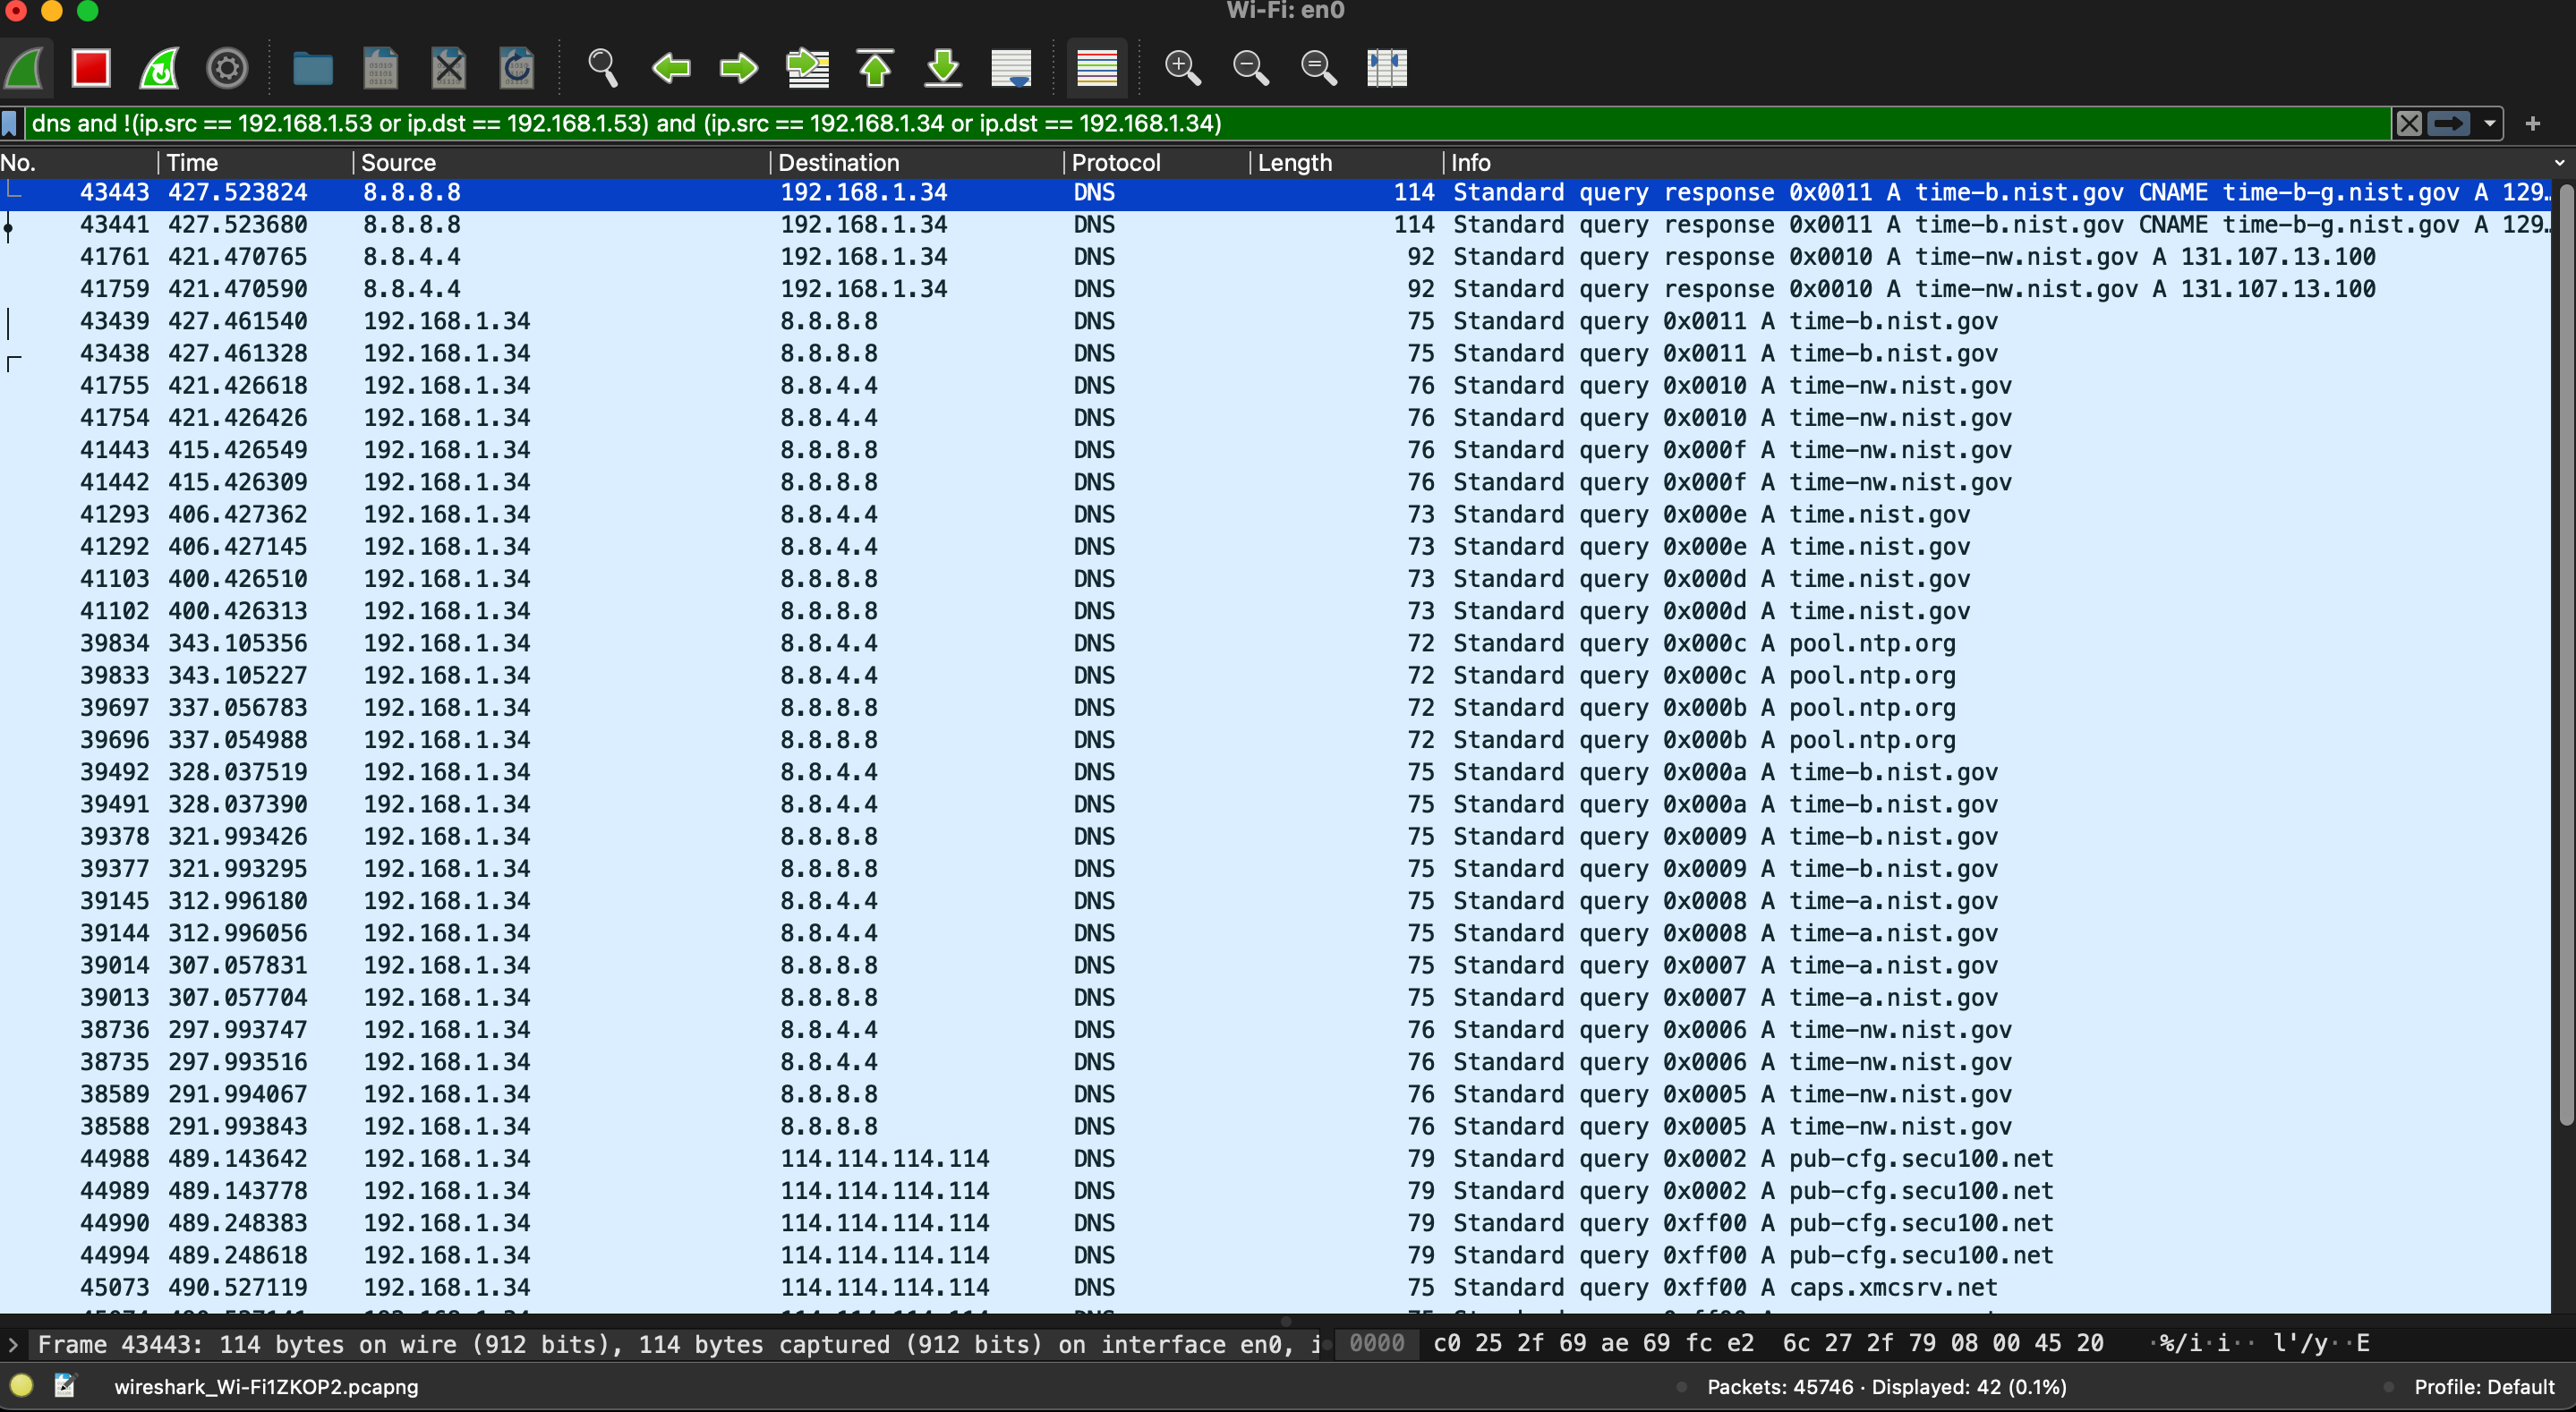 Wi-Fi: en0
dns and !(ip.src == 192.168.1.53 or ip.dst == 192.168.1.53) and (ip.src == 192.168.1.34 or ip.dst == 192.168.1.34)
No. Time Source Destination Protocol Length Info
43443 427.523824 8.8.8.8 192.168.1.34 DNS 114 Standard query response 0x0011 A time-b.nist.gov CNAME time-b-g.nist.gov A 129…
43441 427.523680 8.8.8.8 192.168.1.34 DNS 114 Standard query response 0x0011 A time-b.nist.gov CNAME time-b-g.nist.gov A 129…
41761 421.470765 8.8.4.4 192.168.1.34 DNS 92 Standard query response 0x0010 A time-nw.nist.gov A 131.107.13.100
41759 421.470590 8.8.4.4 192.168.1.34 DNS 92 Standard query response 0x0010 A time-nw.nist.gov A 131.107.13.100
43439 427.461540 192.168.1.34 8.8.8.8 DNS 75 Standard query 0x0011 A time-b.nist.gov
43438 427.461328 192.168.1.34 8.8.8.8 DNS 75 Standard query 0x0011 A time-b.nist.gov
41755 421.426618 192.168.1.34 8.8.4.4 DNS 76 Standard query 0x0010 A time-nw.nist.gov
41754 421.426426 192.168.1.34 8.8.4.4 DNS 76 Standard query 0x0010 A time-nw.nist.gov
41443 415.426549 192.168.1.34 8.8.8.8 DNS 76 Standard query 0x000f A time-nw.nist.gov
41442 415.426309 192.168.1.34 8.8.8.8 DNS 76 Standard query 0x000f A time-nw.nist.gov
41293 406.427362 192.168.1.34 8.8.4.4 DNS 73 Standard query 0x000e A time.nist.gov
41292 406.427145 192.168.1.34 8.8.4.4 DNS 73 Standard query 0x000e A time.nist.gov
41103 400.426510 192.168.1.34 8.8.8.8 DNS 73 Standard query 0x000d A time.nist.gov
41102 400.426313 192.168.1.34 8.8.8.8 DNS 73 Standard query 0x000d A time.nist.gov
39834 343.105356 192.168.1.34 8.8.4.4 DNS 72 Standard query 0x000c A pool.ntp.org
39833 343.105227 192.168.1.34 8.8.4.4 DNS 72 Standard query 0x000c A pool.ntp.org
39697 337.056783 192.168.1.34 8.8.8.8 DNS 72 Standard query 0x000b A pool.ntp.org
39696 337.054988 192.168.1.34 8.8.8.8 DNS 72 Standard query 0x000b A pool.ntp.org
39492 328.037519 192.168.1.34 8.8.4.4 DNS 75 Standard query 0x000a A time-b.nist.gov
39491 328.037390 192.168.1.34 8.8.4.4 DNS 75 Standard query 0x000a A time-b.nist.gov
39378 321.993426 192.168.1.34 8.8.8.8 DNS 75 Standard query 0x0009 A time-b.nist.gov
39377 321.993295 192.168.1.34 8.8.8.8 DNS 75 Standard query 0x0009 A time-b.nist.gov
39145 312.996180 192.168.1.34 8.8.4.4 DNS 75 Standard query 0x0008 A time-a.nist.gov
39144 312.996056 192.168.1.34 8.8.4.4 DNS 75 Standard query 0x0008 A time-a.nist.gov
39014 307.057831 192.168.1.34 8.8.8.8 DNS 75 Standard query 0x0007 A time-a.nist.gov
39013 307.057704 192.168.1.34 8.8.8.8 DNS 75 Standard query 0x0007 A time-a.nist.gov
38736 297.993747 192.168.1.34 8.8.4.4 DNS 76 Standard query 0x0006 A time-nw.nist.gov
38735 297.993516 192.168.1.34 8.8.4.4 DNS 76 Standard query 0x0006 A time-nw.nist.gov
38589 291.994067 192.168.1.34 8.8.8.8 DNS 76 Standard query 0x0005 A time-nw.nist.gov
38588 291.993843 192.168.1.34 8.8.8.8 DNS 76 Standard query 0x0005 A time-nw.nist.gov
44988 489.143642 192.168.1.34 114.114.114.114 DNS 79 Standard query 0x0002 A pub-cfg.secu100.net
44989 489.143778 192.168.1.34 114.114.114.114 DNS 79 Standard query 0x0002 A pub-cfg.secu100.net
44990 489.248383 192.168.1.34 114.114.114.114 DNS 79 Standard query 0xff00 A pub-cfg.secu100.net
44994 489.248618 192.168.1.34 114.114.114.114 DNS 79 Standard query 0xff00 A pub-cfg.secu100.net
45073 490.527119 192.168.1.34 114.114.114.114 DNS 75 Standard query 0xff00 A caps.xmcsrv.net
Frame 43443: 114 bytes on wire (912 bits), 114 bytes captured (912 bits) on interface en0, i
0000 c0 25 2f 69 ae 69 fc e2 6c 27 2f 79 08 00 45 20 ·%/i·i·· l'/y··E
wireshark_Wi-Fi1ZKOP2.pcapng
Packets: 45746 · Displayed: 42 (0.1%)
Profile: Default